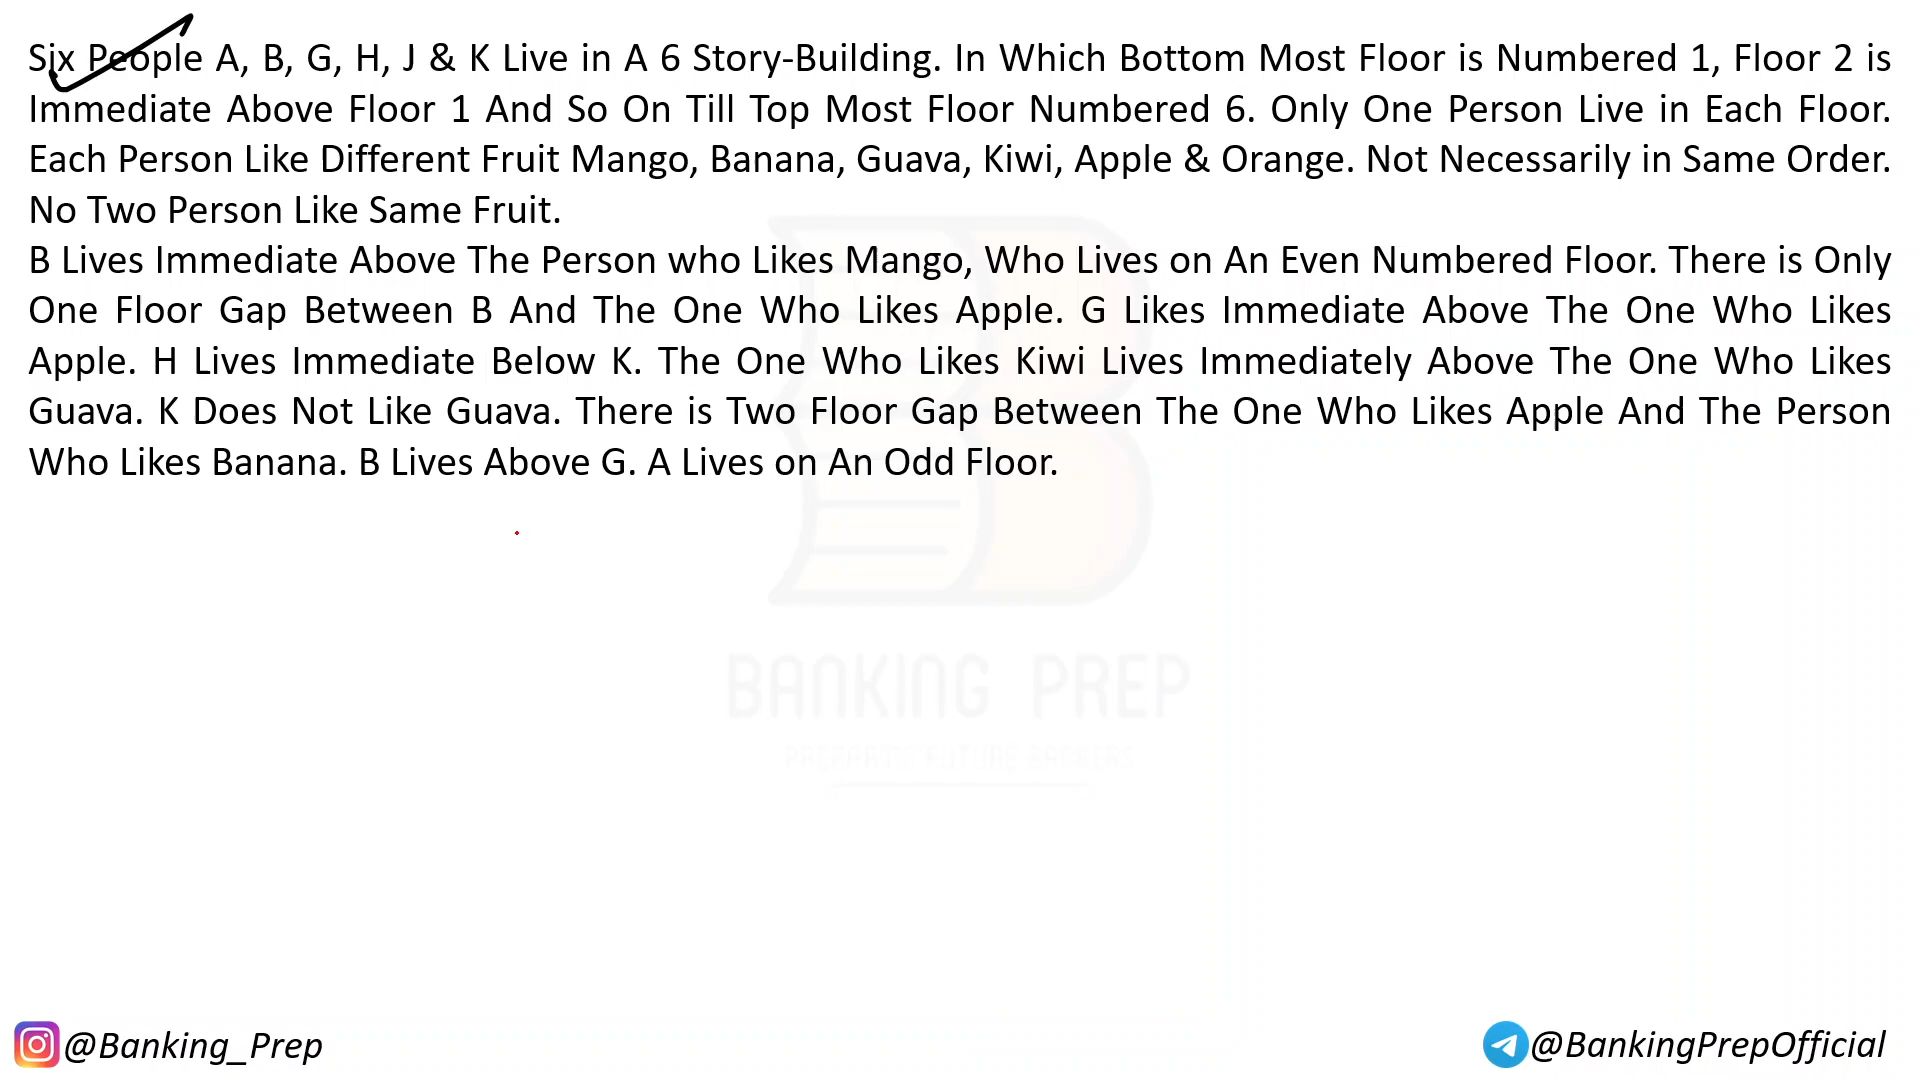 Six People A, B, G, H, J & K Live in A 6 Story-Building. In Which Bottom Most Floor is Numbered 1, Floor 2 is
Immediate Above Floor 1 And So On Till Top Most Floor Numbered 6. Only One Person Live in Each Floor.
Each Person Like Different Fruit Mango, Banana, Guava, Kiwi, Apple & Orange. Not Necessarily in Same Order.
No Two Person Like Same Fruit.
B Lives Immediate Above The Person who Likes Mango, Who Lives on An Even Numbered Floor. There is Only
One Floor Gap Between B And The One Who Likes Apple. G Likes Immediate Above The One Who Likes
Apple. H Lives Immediate Below K. The One Who Likes Kiwi Lives Immediately Above The One Who Likes
Guava. K Does Not Like Guava. There is Two Floor Gap Between The One Who Likes Apple And The Person
Who Likes Banana. B Lives Above G. A Lives on An Odd Floor.
BANKING PREP
PREPARING FUTURE BANKERS
@Banking_Prep
@BankingPrepOfficial